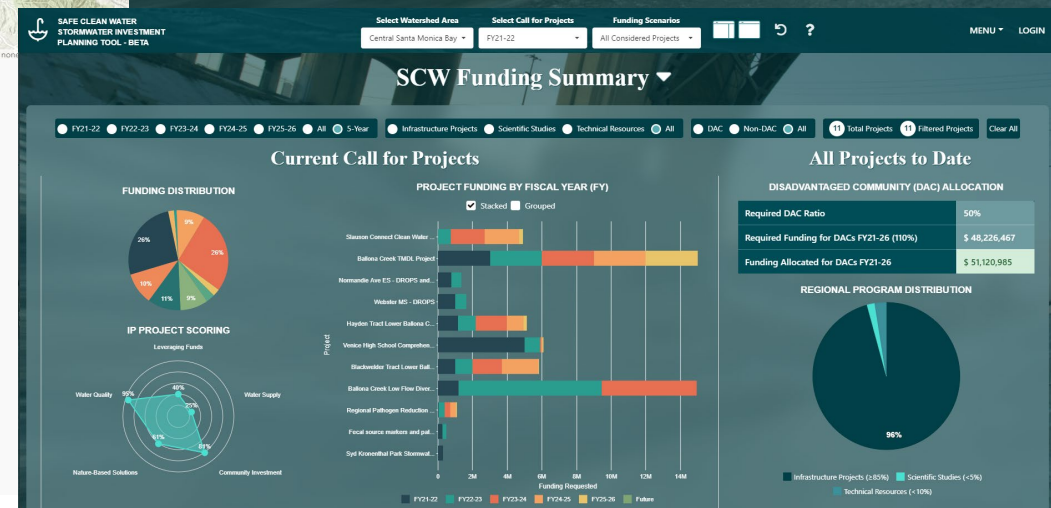 SAFE CLEAN WATER
STORMWATER INVESTMENT
PLANNING TOOL - BETA
Select Watershed Area
Central Santa Monica Bay
Select Call for Projects
FY21-22
Funding Scenarios
All Considered Projects
?
MENU
LOGIN
SCW Funding Summary
FY21-22 FY22-23 FY23-24 FY24-25 FY25-26 All 5-Year
Infrastructure Projects Scientific Studies Technical Resources All
DAC Non-DAC All
11 Total Projects 11 Filtered Projects
Clear All
Current Call for Projects
FUNDING DISTRIBUTION
9%
26%
26%
10%
11%
9%
IP PROJECT SCORING
Leveraging Funds
Water Quality
95%
40%
25%
Water Supply
61%
81%
Nature-Based Solutions
Community Investment
PROJECT FUNDING BY FISCAL YEAR (FY)
Stacked Grouped
Project
Slauson Connect Clean Water ...
Ballona Creek TMDL Project
Normandie Ave ES - DROPS and...
Webster MS - DROPS
Hayden Tract Lower Ballona C...
Venice High School Comprehen...
Blackwelder Tract Lower Ball...
Ballona Creek Low Flow Diver...
Regional Pathogen Reduction ...
Fecal source markers and pat...
Syd Kronenthal Park Stormwat...
0 2M 4M 6M 8M 10M 12M 14M
Funding Requested
FY21-22 FY22-23 FY23-24 FY24-25 FY25-26 Future
All Projects to Date
DISADVANTAGED COMMUNITY (DAC) ALLOCATION
Required DAC Ratio 50%
Required Funding for DACs FY21-26 (110%) $ 48,226,467
Funding Allocated for DACs FY21-26 $ 51,120,985
REGIONAL PROGRAM DISTRIBUTION
96%
Infrastructure Projects (≥85%) Scientific Studies (<5%)
Technical Resources (<10%)